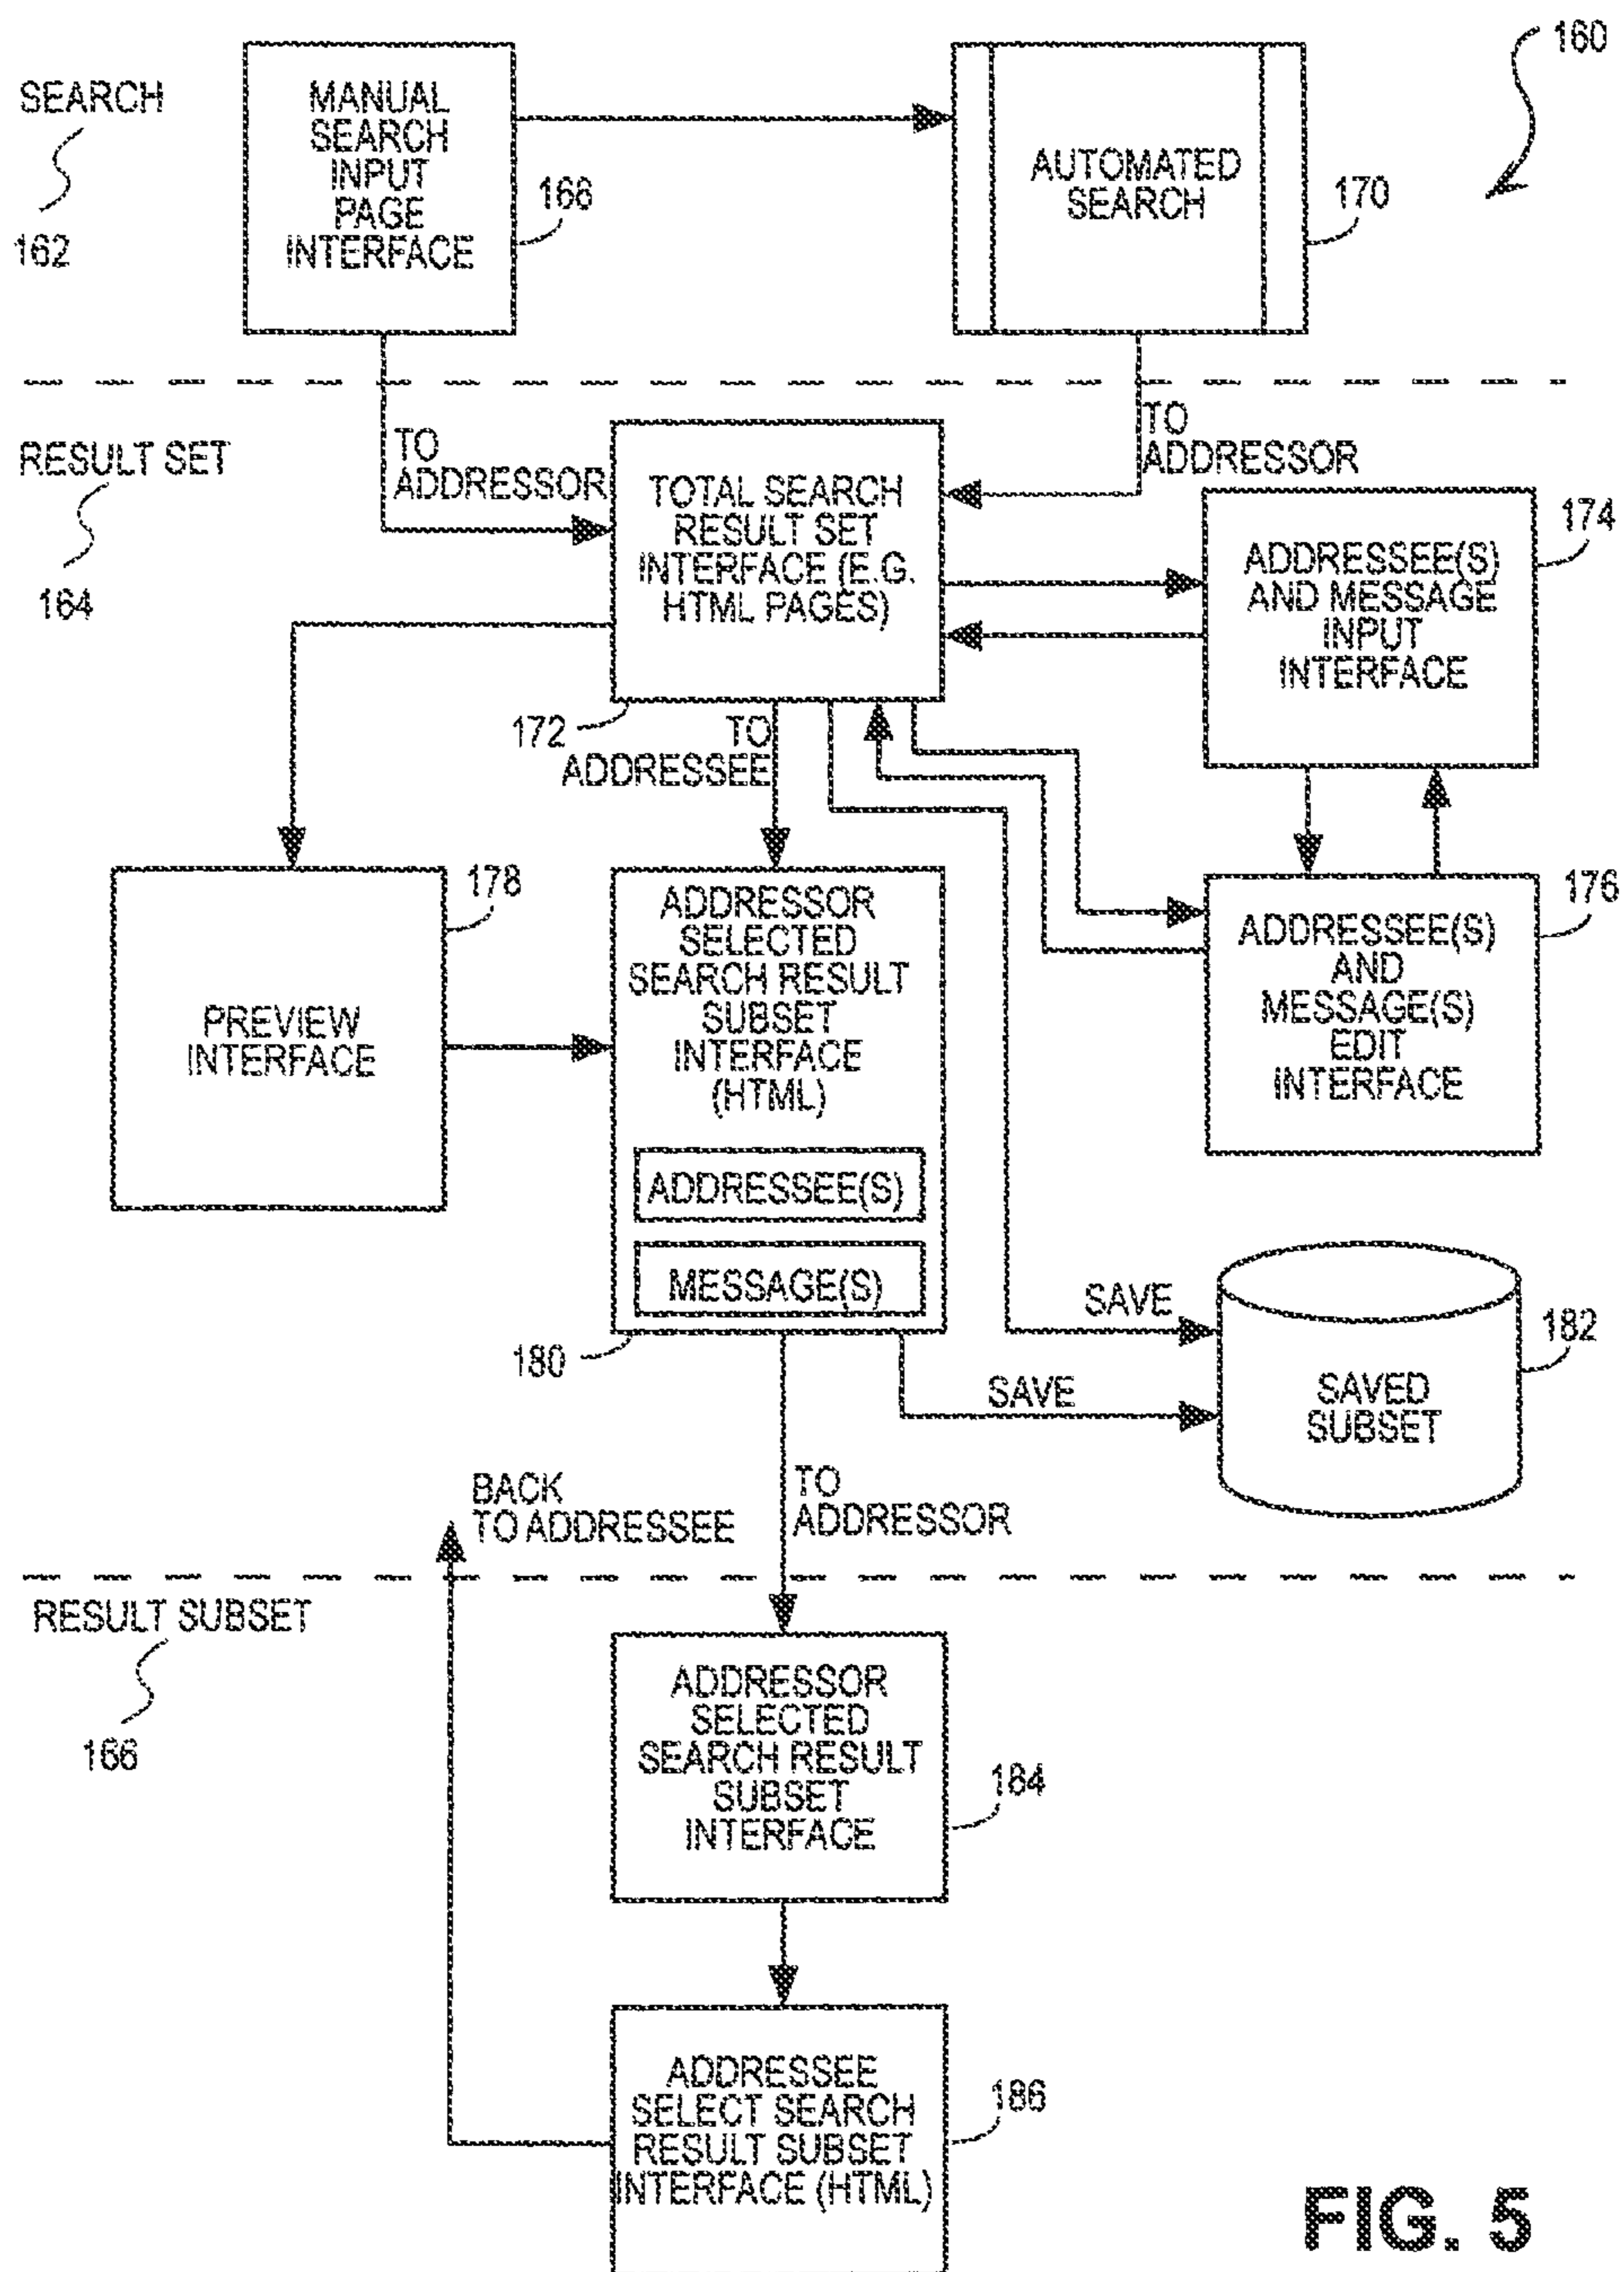 160
SEARCH
162
MANUAL
SEARCH
INPUT
PAGE
INTERFACE
168
AUTOMATED
SEARCH
170
RESULT SET
164
TO
ADDRESSOR
TOTAL SEARCH
RESULT SET
INTERFACE (E.G.
HTML PAGES)
172
TO
ADDRESSOR
ADDRESSEE(S)
AND MESSAGE
INPUT
INTERFACE
174
TO
ADDRESSEE
PREVIEW
INTERFACE
178
ADDRESSOR
SELECTED
SEARCH RESULT
SUBSET
INTERFACE
(HTML)
ADDRESSEE(S)
MESSAGE(S)
180
ADDRESSEE(S)
AND
MESSAGE(S)
EDIT
INTERFACE
176
SAVE
SAVE
SAVED
SUBSET
182
BACK
TO ADDRESSEE
TO
ADDRESSOR
RESULT SUBSET
166
ADDRESSOR
SELECTED
SEARCH RESULT
SUBSET
INTERFACE
184
ADDRESSEE
SELECT SEARCH
RESULT SUBSET
INTERFACE (HTML)
186
FIG. 5